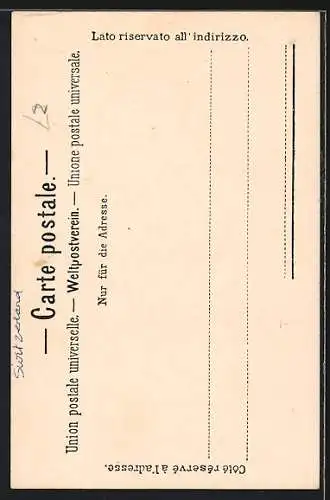 Switzerland
— Carte postale. —
Union postale universelle. — Weltpostverein. — Unione postale universale.
Nur für die Adresse.
Lato riservato all'indirizzo.
Côté réservé à l'adresse.